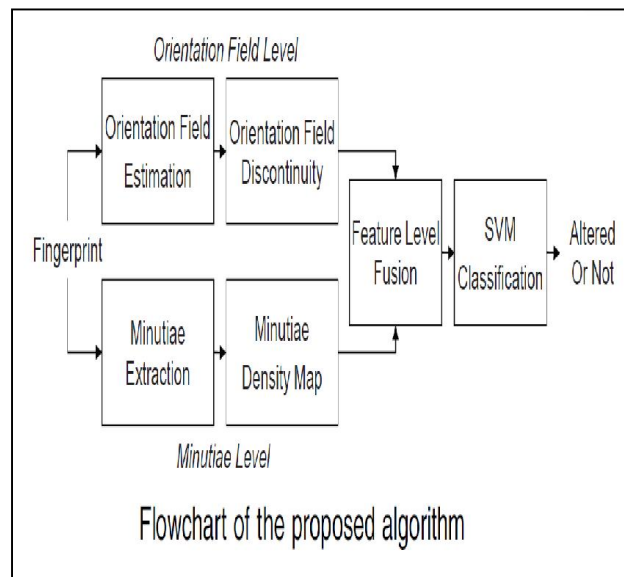 Orientation Field Level
Orientation Field
Estimation
Orientation Field
Discontinuity
Fingerprint
Feature Level
Fusion
SVM
Classification
Altered
Or Not
Minutiae
Extraction
Minutiae
Density Map
Minutiae Level
Flowchart of the proposed algorithm